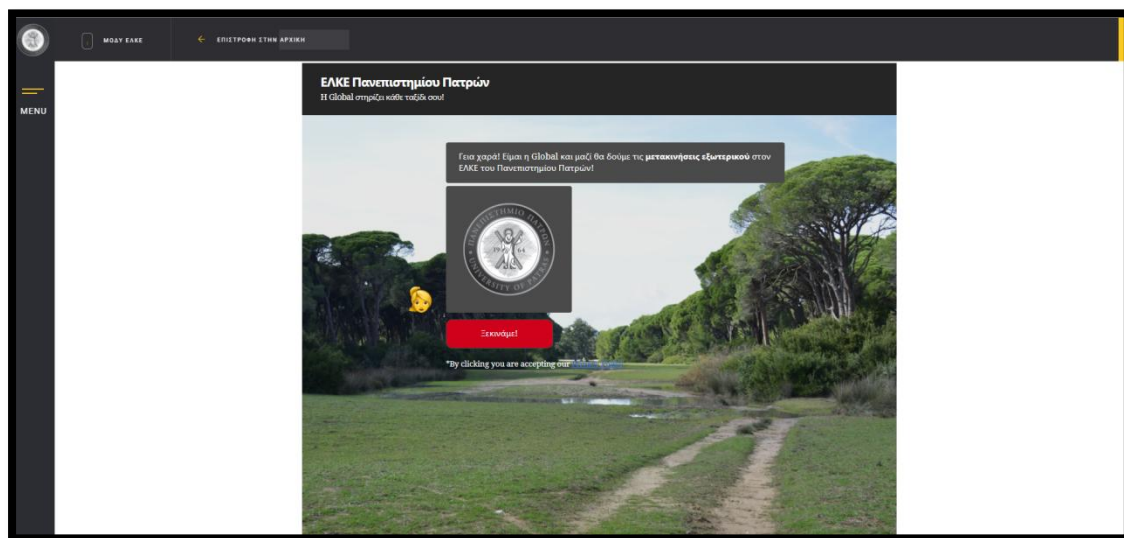 ΜΟΔΥ ΕΛΚΕ
← ΕΠΙΣΤΡΟΦΗ ΣΤΗΝ ΑΡΧΙΚΗ
MENU
ΕΛΚΕ Πανεπιστημίου Πατρών
Η Global στηρίζει κάθε ταξίδι σου!
Γεια χαρά! Είμαι η Global και μαζί θα δούμε τις μετακινήσεις εξωτερικού στον
ΕΛΚΕ του Πανεπιστημίου Πατρών!
ΠΑΝΕΠΙΣΤΗΜΙΟ ΠΑΤΡΩΝ
19 64
UNIVERSITY OF PATRAS
Ξεκινάμε!
*By clicking you are accepting our